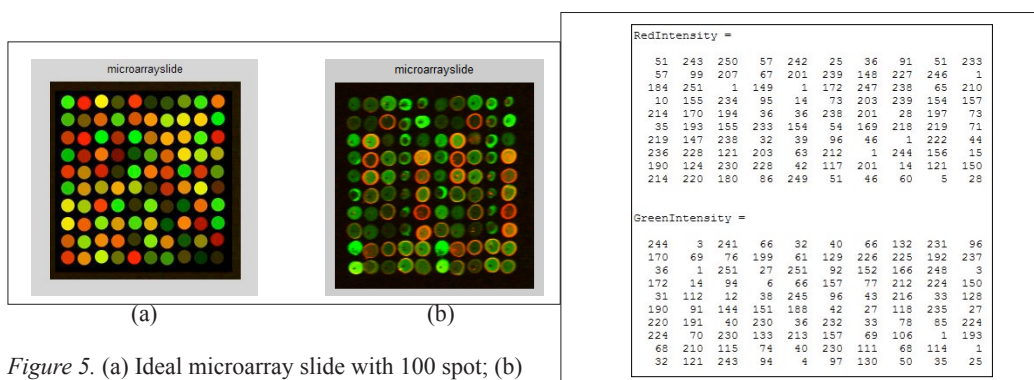 microarrayslide
microarrayslide
(a)
(b)
Figure 5. (a) Ideal microarray slide with 100 spot; (b)
RedIntensity =
51 243 250 57 242 25 36 91 51 233
57 99 207 67 201 239 148 227 246 1
184 251 1 149 1 172 247 238 65 210
10 155 234 95 14 73 203 239 154 157
214 170 194 36 36 238 201 28 197 73
35 193 155 233 154 54 169 218 219 71
219 147 238 32 39 96 46 1 222 44
236 228 121 203 63 212 1 244 156 15
190 124 230 228 42 117 201 14 121 150
214 220 180 86 249 51 46 60 5 28
GreenIntensity =
244 3 241 66 32 40 66 132 231 96
170 69 76 199 61 129 226 225 192 237
36 1 251 27 251 92 152 166 248 3
172 14 94 6 66 157 77 212 224 150
31 112 12 38 245 96 43 216 33 128
190 91 144 151 188 42 27 118 235 27
220 191 40 230 36 232 33 78 85 224
224 70 230 133 213 157 69 106 1 193
68 210 115 74 40 230 111 68 114 1
32 121 243 94 4 97 130 50 35 25